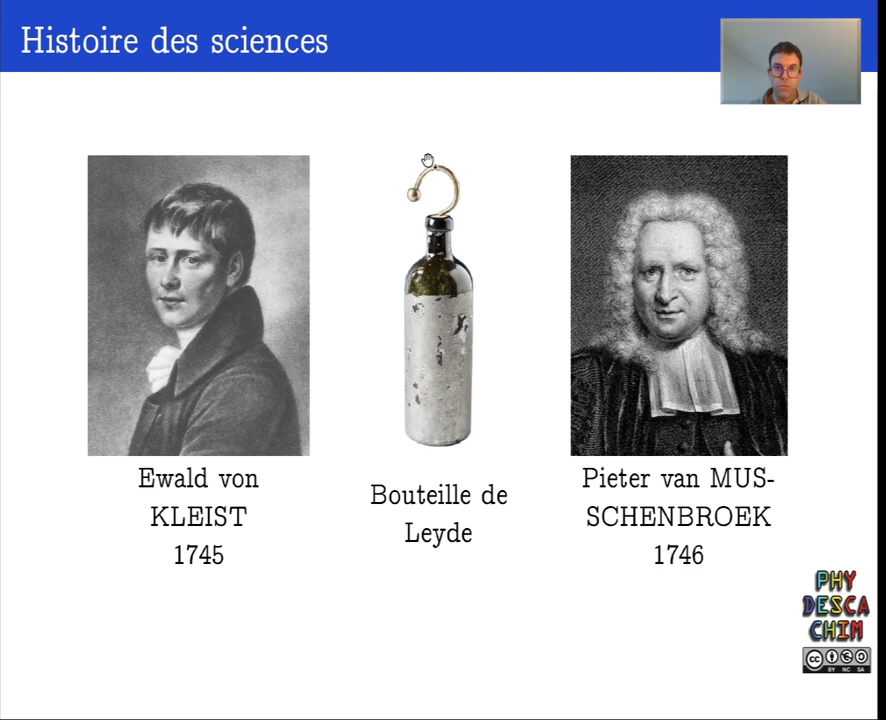 Histoire des sciences
Ewald von
KLEIST
1745
Bouteille de
Leyde
Pieter van MUS-
SCHENBROEK
1746
PHY
DESCA
CHIM
CC
BY NC SA